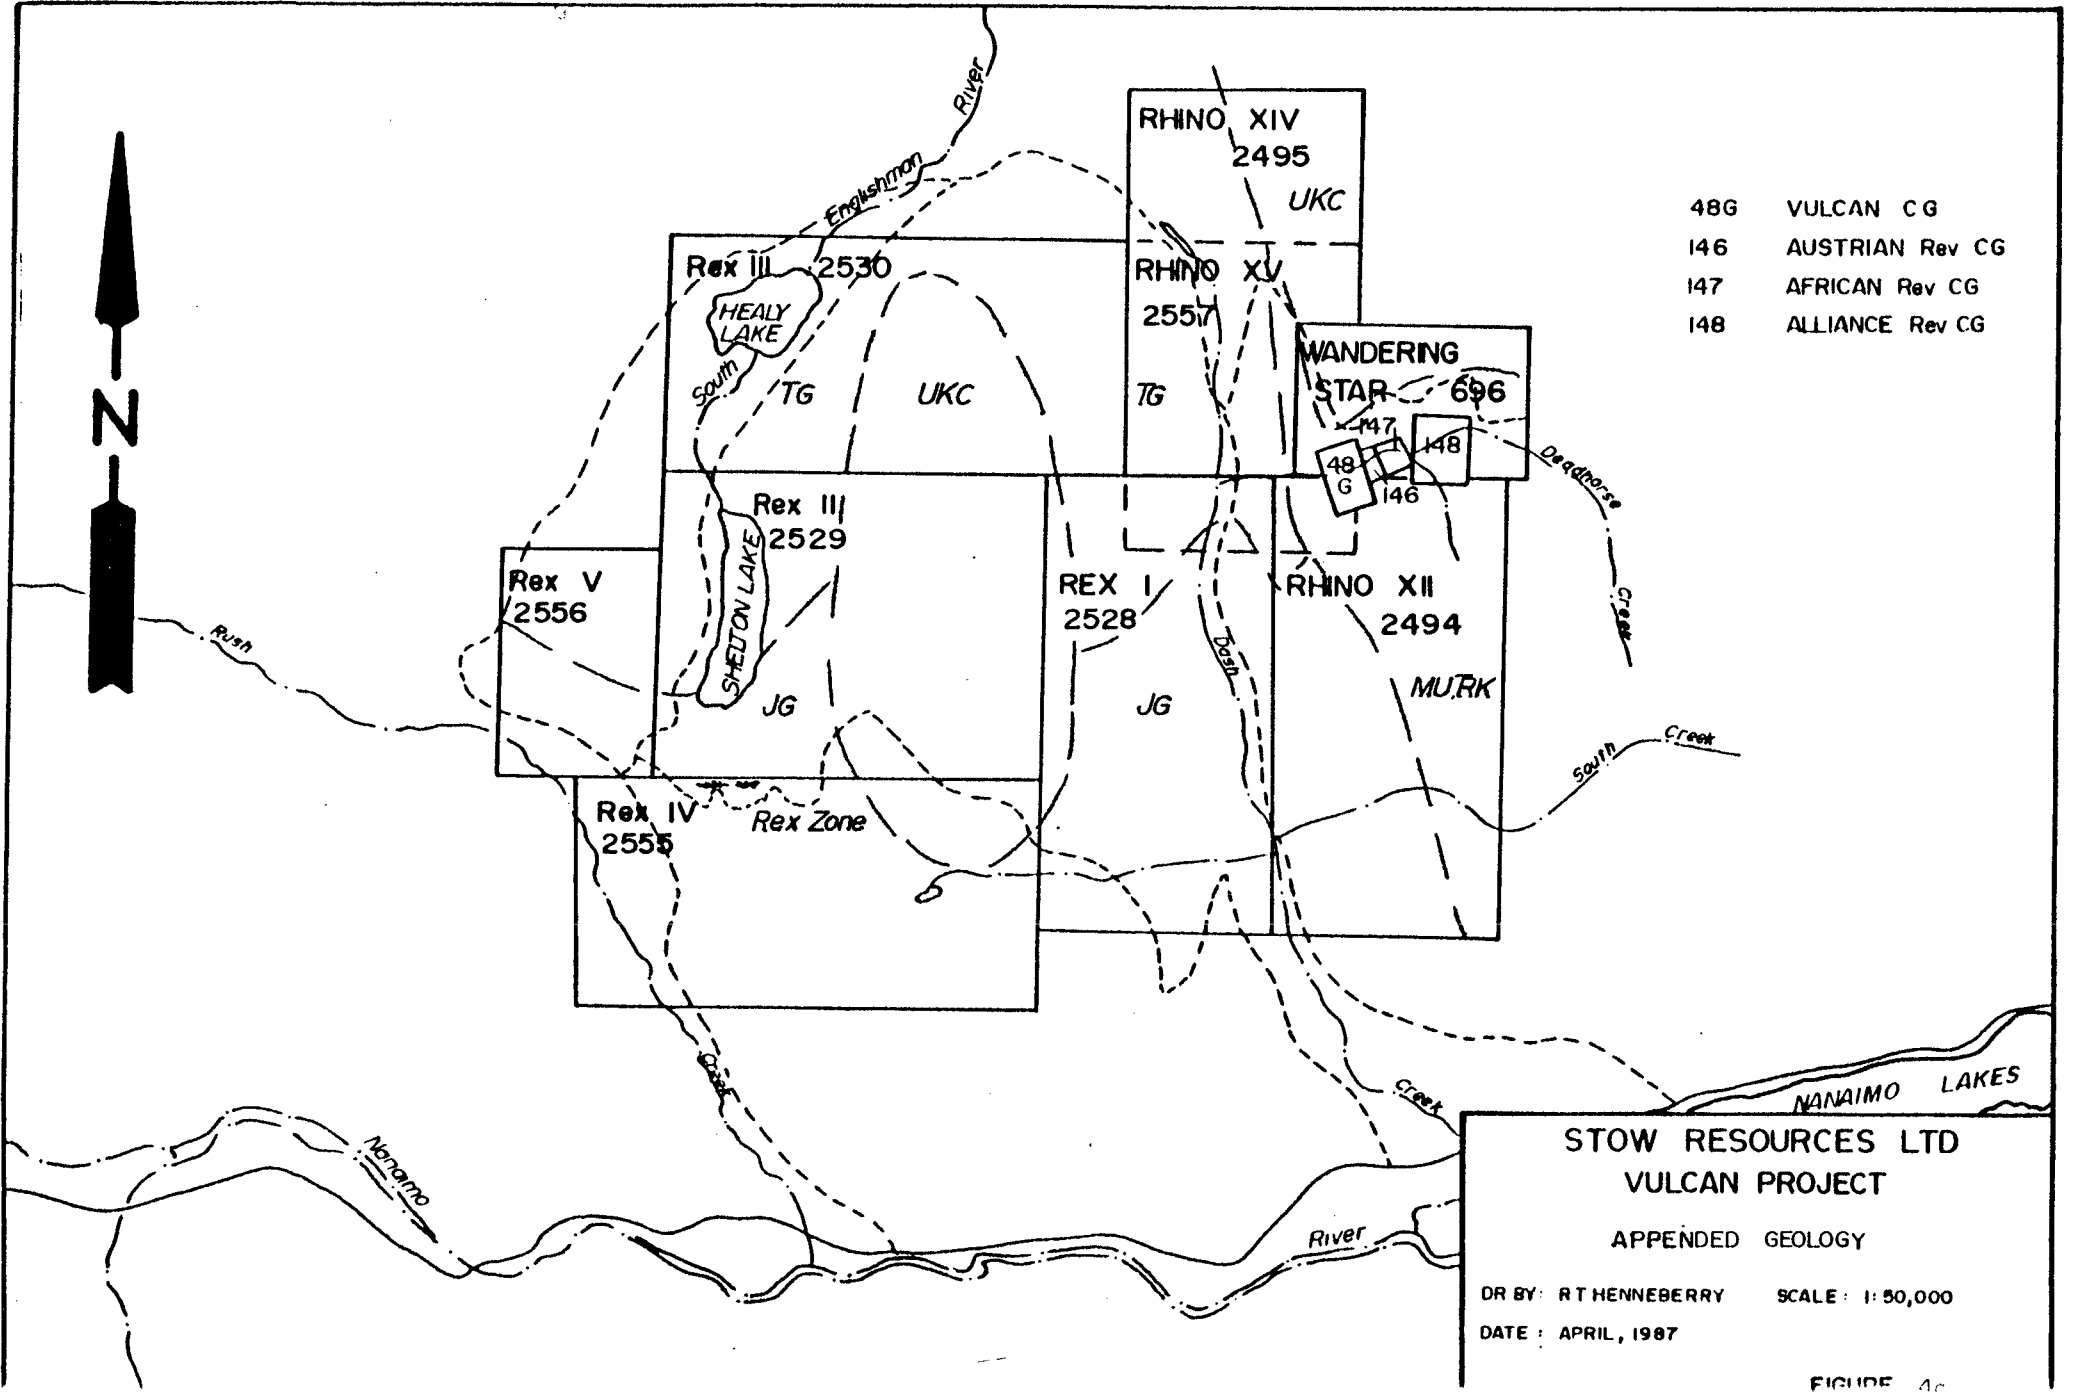 River
Englishman
South
RHINO XIV
2495
UKC
48G VULCAN CG
146 AUSTRIAN Rev CG
147 AFRICAN Rev CG
148 ALLIANCE Rev CG
N
Rex III 2530
HEALY
LAKE
TG
UKC
RHINO XV
2557
TG
WANDERING
STAR 696
147
148
48
G
146
Deadhorse
Creek
Rex II
2529
SHELTON LAKE
JG
Rex V
2556
Rush
REX I
2528
JG
Dash
RHINO XII
2494
MU,RK
South Creek
Rex IV
2555
Rex Zone
Creek
Creek
Nanaimo
River
NANAIMO LAKES
STOW RESOURCES LTD
VULCAN PROJECT
APPENDED GEOLOGY
DR BY: R T HENNEBERRY SCALE: 1:50,000
DATE: APRIL, 1987
FIGURE